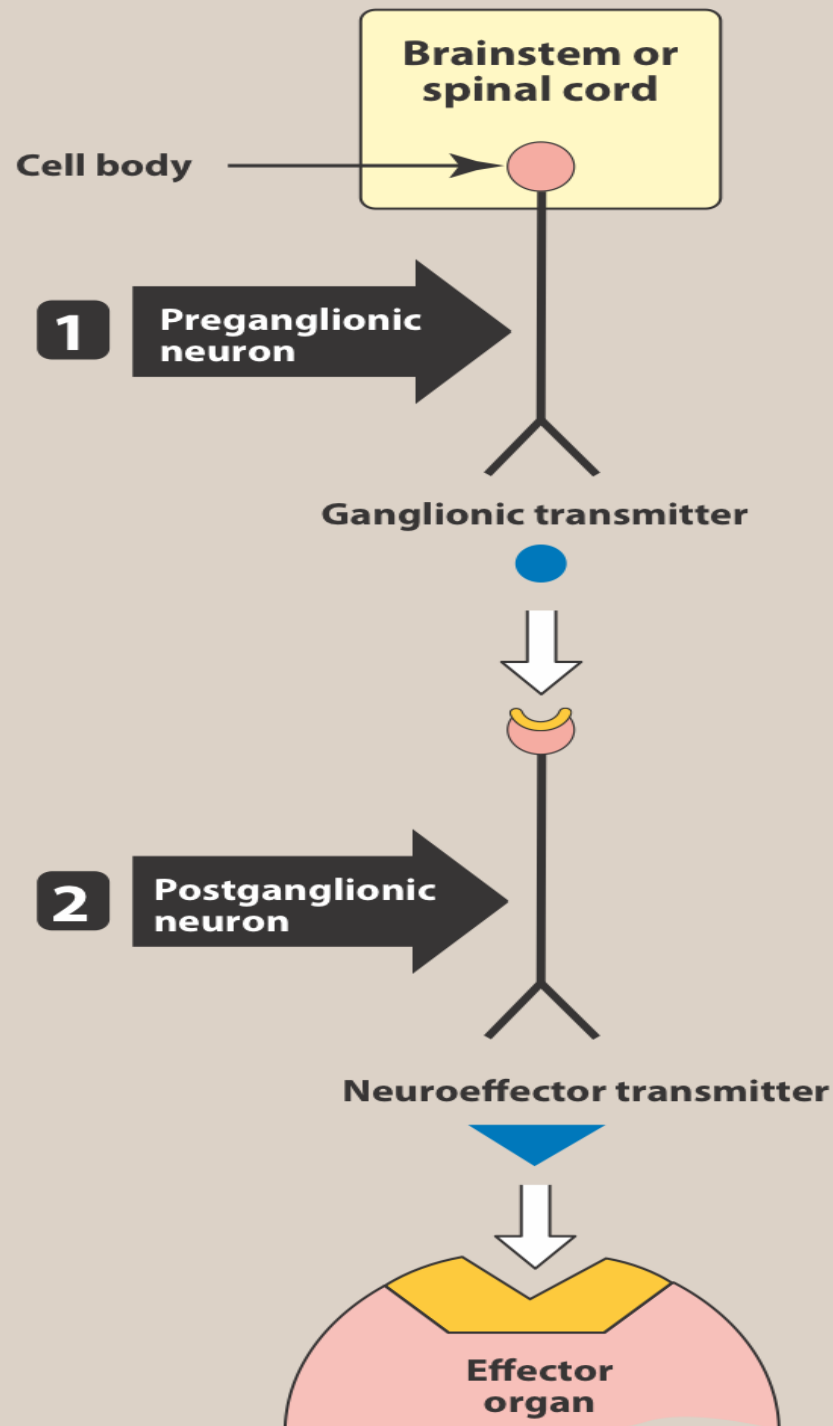 Brainstem or
spinal cord
Cell body
1
Preganglionic
neuron
Ganglionic transmitter
2
Postganglionic
neuron
Neuroeffector transmitter
Effector
organ